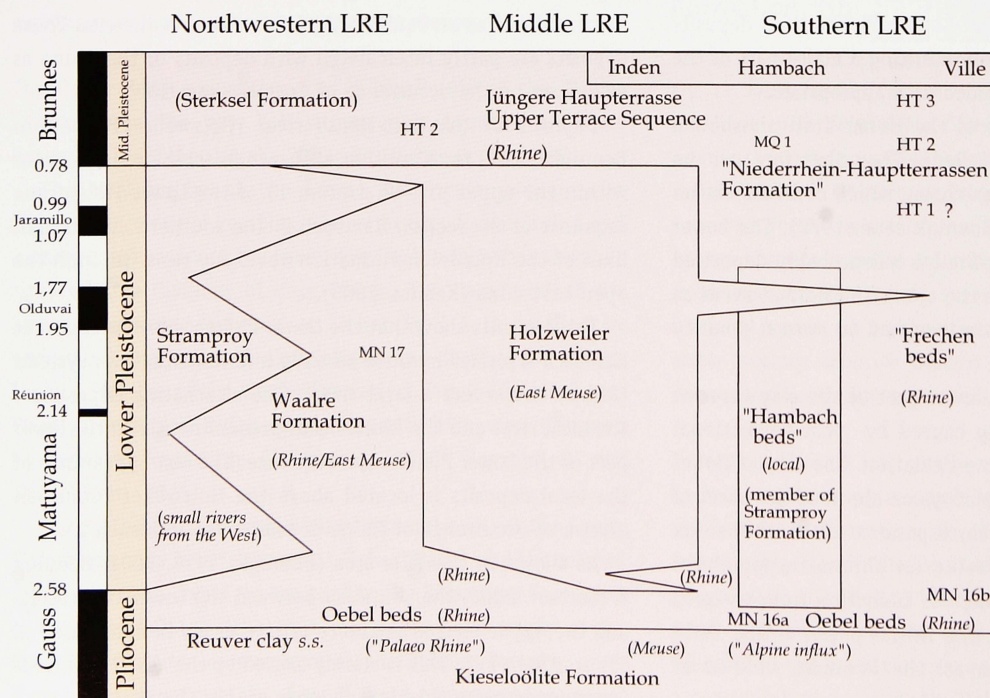 Northwestern LRE
Middle LRE
Southern LRE
Inden
Hambach
Ville
Brunhes
Mid. Pleistocene
(Sterksel Formation)
HT 2
Jüngere Haupterrasse
Upper Terrace Sequence
(Rhine)
HT 3
MQ 1
HT 2
"Niederrhein-Hauptterrassen
Formation"
HT 1 ?
0.78
0.99
Jaramillo
1.07
1,77
Olduvai
1.95
Réunion
2.14
Matuyama
2.58
Gauss
Lower Pleistocene
Pliocene
Stramproy
Formation
MN 17
Waalre
Formation
(Rhine/East Meuse)
(small rivers
from the West)
Holzweiler
Formation
(East Meuse)
"Frechen
beds"
(Rhine)
"Hambach
beds"
(local)
(member of
Stramproy
Formation)
(Rhine)
(Rhine)
MN 16b
Oebel beds (Rhine)
MN 16a
Oebel beds (Rhine)
Reuver clay s.s.
("Palaeo Rhine")
(Meuse)
("Alpine influx")
Kieseloölite Formation